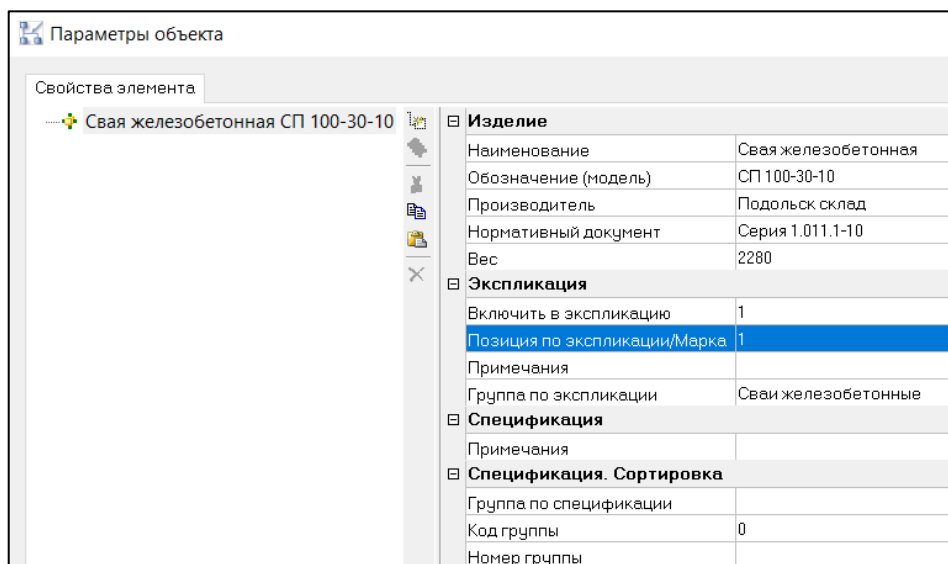 Параметры объекта
Свойства элемента
Свая железобетонная СП 100-30-10
Изделие
Наименование Свая железобетонная
Обозначение (модель) СП 100-30-10
Производитель Подольск склад
Нормативный документ Серия 1.011.1-10
Вес 2280
Экспликация
Включить в экспликацию 1
Позиция по экспликации/Марка 1
Примечания
Группа по экспликации Сваи железобетонные
Спецификация
Примечания
Спецификация. Сортировка
Группа по спецификации
Код группы 0
Номер группы